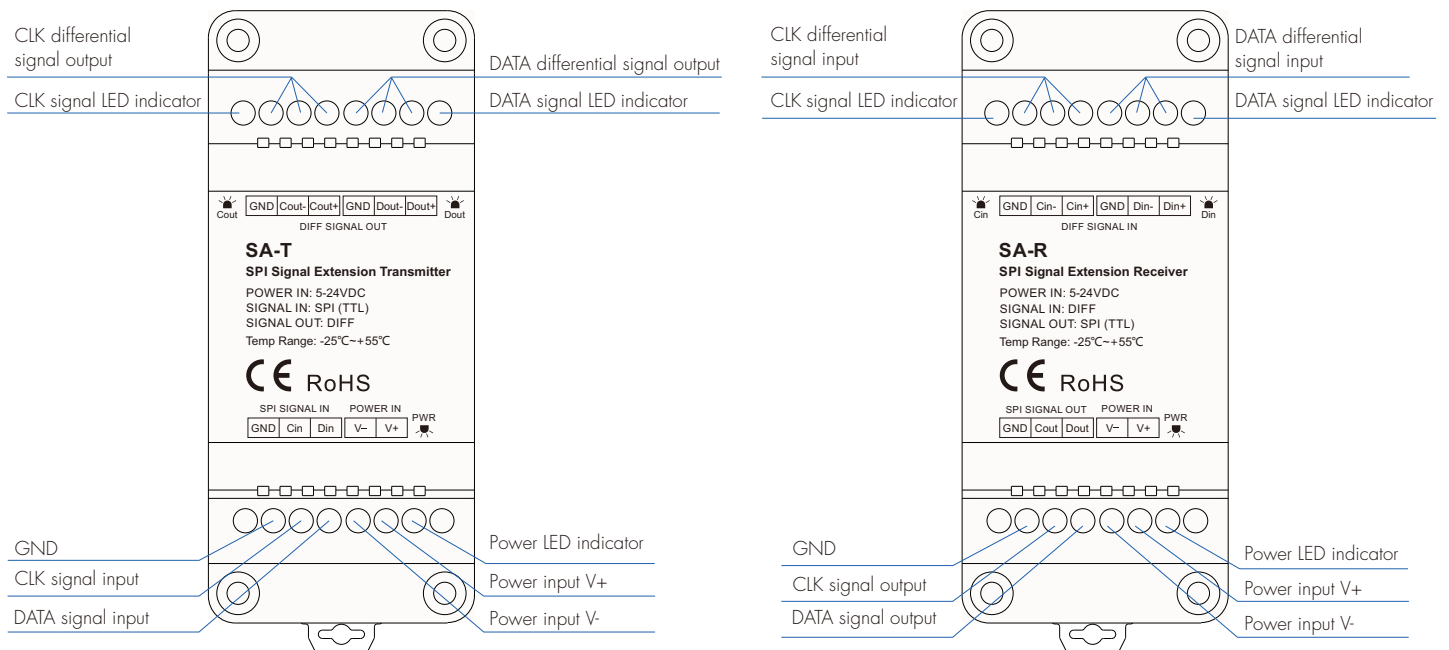 CLK differential
signal output
CLK signal LED indicator
DATA differential signal output
DATA signal LED indicator
Cout
GND Cout- Cout+ GND Dout- Dout+
Dout
DIFF SIGNAL OUT
SA-T
SPI Signal Extension Transmitter
POWER IN: 5-24VDC
SIGNAL IN: SPI (TTL)
SIGNAL OUT: DIFF
Temp Range: -25℃~+55℃
CE RoHS
SPI SIGNAL IN POWER IN
PWR
GND Cin Din V– V+
GND
CLK signal input
DATA signal input
Power LED indicator
Power input V+
Power input V-
CLK differential
signal input
CLK signal LED indicator
DATA differential
signal input
DATA signal LED indicator
Cin
GND Cin- Cin+ GND Din- Din+
Din
DIFF SIGNAL IN
SA-R
SPI Signal Extension Receiver
POWER IN: 5-24VDC
SIGNAL IN: DIFF
SIGNAL OUT: SPI (TTL)
Temp Range: -25℃~+55℃
CE RoHS
SPI SIGNAL OUT POWER IN
PWR
GND Cout Dout V– V+
GND
CLK signal output
DATA signal output
Power LED indicator
Power input V+
Power input V-